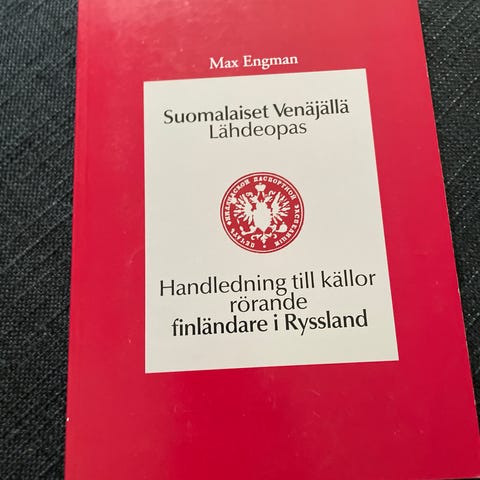 Max Engman
Suomalaiset Venäjällä
Lähdeopas
Handledning till källor
rörande
finländare i Ryssland